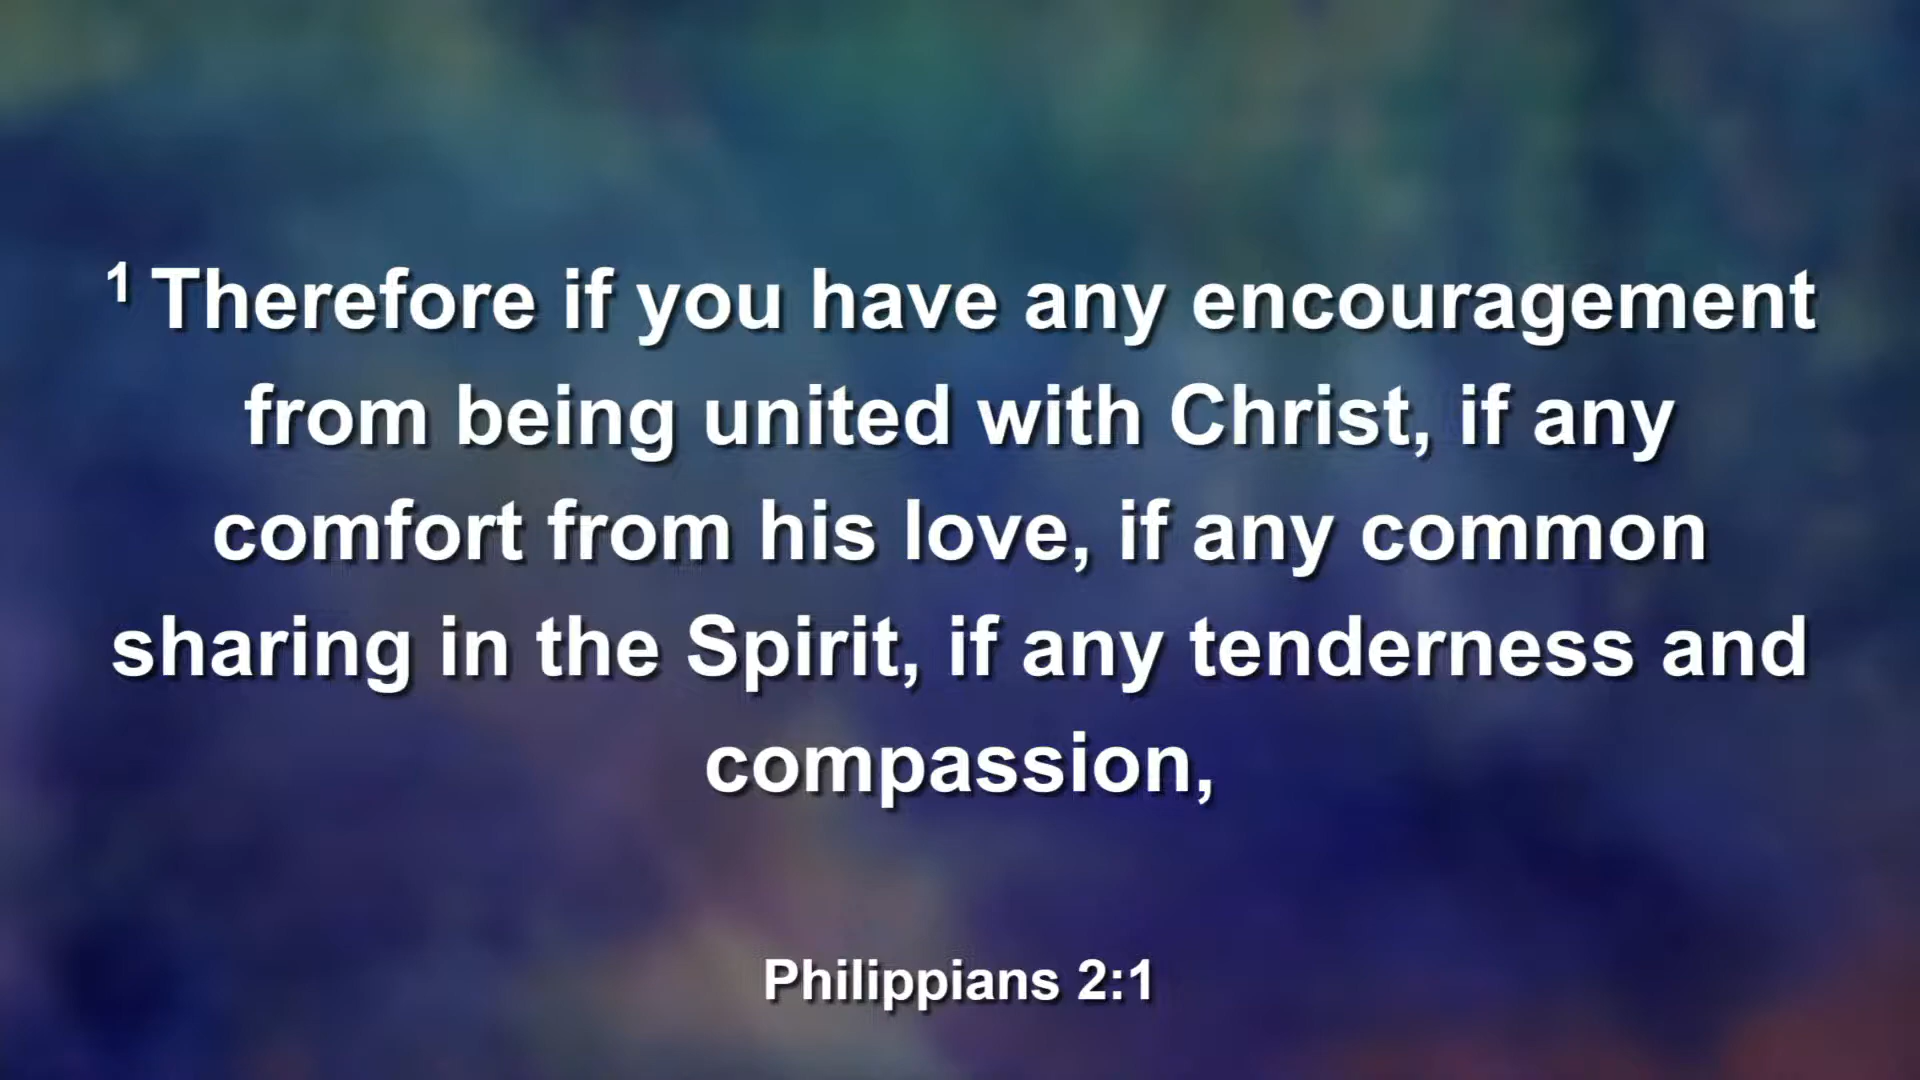 1 Therefore if you have any encouragement
from being united with Christ, if any
comfort from his love, if any common
sharing in the Spirit, if any tenderness and
compassion,
Philippians 2:1